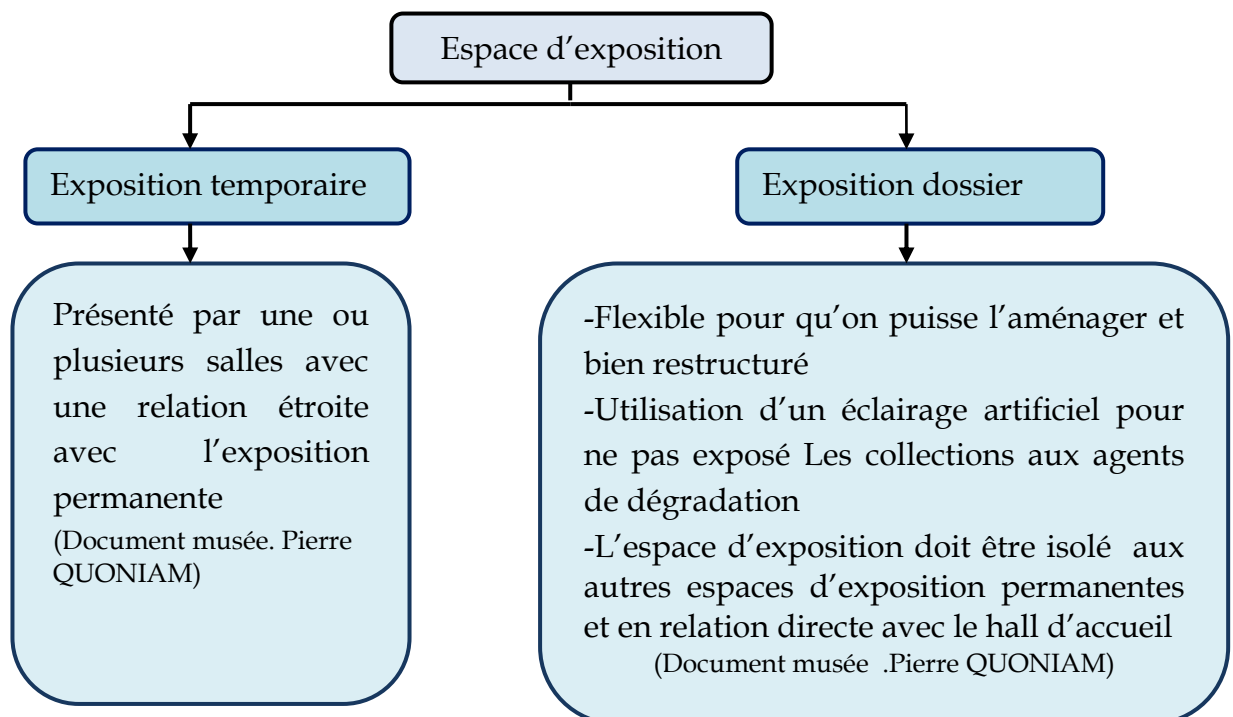 Espace d’exposition
Exposition temporaire
Exposition dossier
Présenté par une ou
plusieurs salles avec
une relation étroite
avec l’exposition
permanente
(Document musée. Pierre
QUONIAM)
-Flexible pour qu’on puisse l’aménager et
bien restructuré
-Utilisation d’un éclairage artificiel pour
ne pas exposé Les collections aux agents
de dégradation
-L’espace d’exposition doit être isolé aux
autres espaces d’exposition permanentes
et en relation directe avec le hall d’accueil
(Document musée .Pierre QUONIAM)